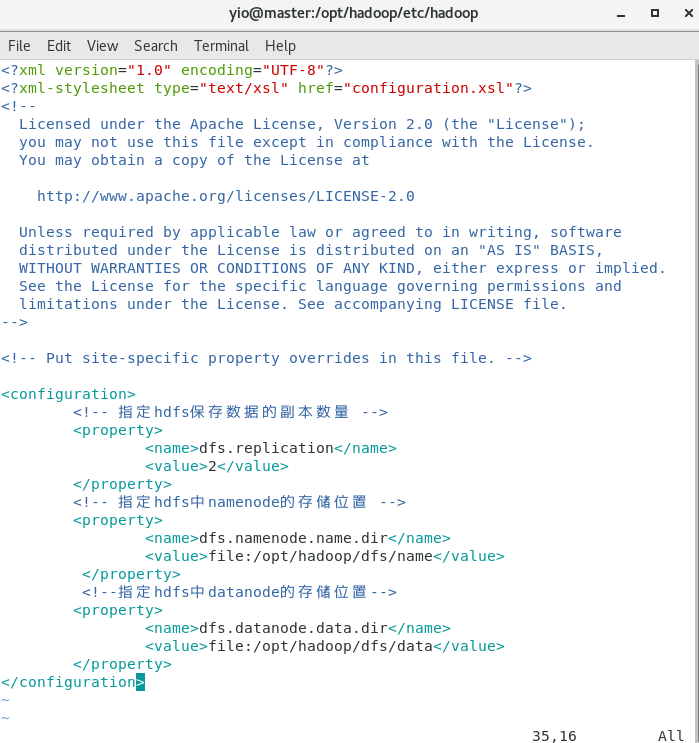 yio@master:/opt/hadoop/etc/hadoop
File Edit View Search Terminal Help
<?xml version="1.0" encoding="UTF-8"?>
<?xml-stylesheet type="text/xsl" href="configuration.xsl"?>
<!--
  Licensed under the Apache License, Version 2.0 (the "License");
  you may not use this file except in compliance with the License.
  You may obtain a copy of the License at

    http://www.apache.org/licenses/LICENSE-2.0

  Unless required by applicable law or agreed to in writing, software
  distributed under the License is distributed on an "AS IS" BASIS,
  WITHOUT WARRANTIES OR CONDITIONS OF ANY KIND, either express or implied.
  See the License for the specific language governing permissions and
  limitations under the License. See accompanying LICENSE file.
-->

<!-- Put site-specific property overrides in this file. -->

<configuration>
        <!-- 指定hdfs保存数据的副本数量 -->
        <property>
                <name>dfs.replication</name>
                <value>2</value>
        </property>
        <!-- 指定hdfs中namenode的存储位置 -->
        <property>
                <name>dfs.namenode.name.dir</name>
                <value>file:/opt/hadoop/dfs/name</value>
         </property>
         <!--指定hdfs中datanode的存储位置-->
        <property>
                <name>dfs.datanode.data.dir</name>
                <value>file:/opt/hadoop/dfs/data</value>
        </property>
</configuration>
~
~
35,16 All